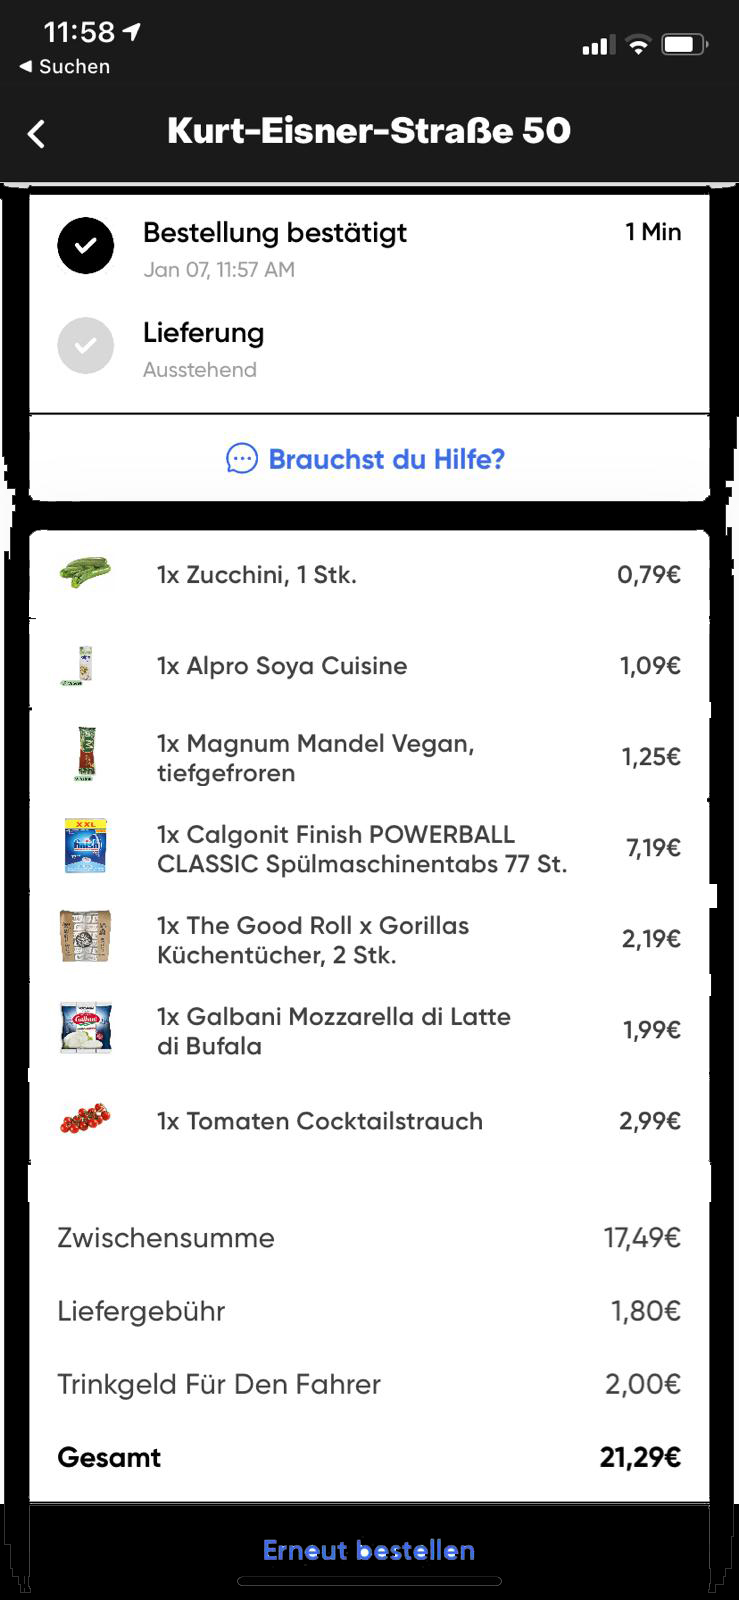 11:58
◀ Suchen
Kurt-Eisner-Straße 50
Bestellung bestätigt 1 Min
Jan 07, 11:57 AM
Lieferung
Ausstehend
Brauchst du Hilfe?
1x Zucchini, 1 Stk. 0,79€
1x Alpro Soya Cuisine 1,09€
1x Magnum Mandel Vegan,
tiefgefroren 1,25€
XXL
finish
1x Calgonit Finish POWERBALL
CLASSIC Spülmaschinentabs 77 St. 7,19€
1x The Good Roll x Gorillas
Küchentücher, 2 Stk. 2,19€
Galbani
1x Galbani Mozzarella di Latte
di Bufala 1,99€
1x Tomaten Cocktailstrauch 2,99€
Zwischensumme 17,49€
Liefergebühr 1,80€
Trinkgeld Für Den Fahrer 2,00€
Gesamt 21,29€
Erneut bestellen